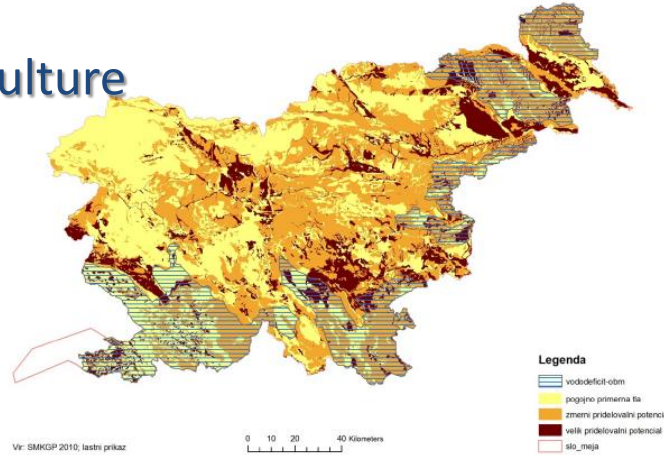 ulture
Legenda
vododeficit-obm
pogojno primerna tla
zmerni pridelovalni potenci
velik pridelovalni potencial
slo_meja
Vir: SMKGP 2010; lastni prikaz
0 10 20 40 Kilometers